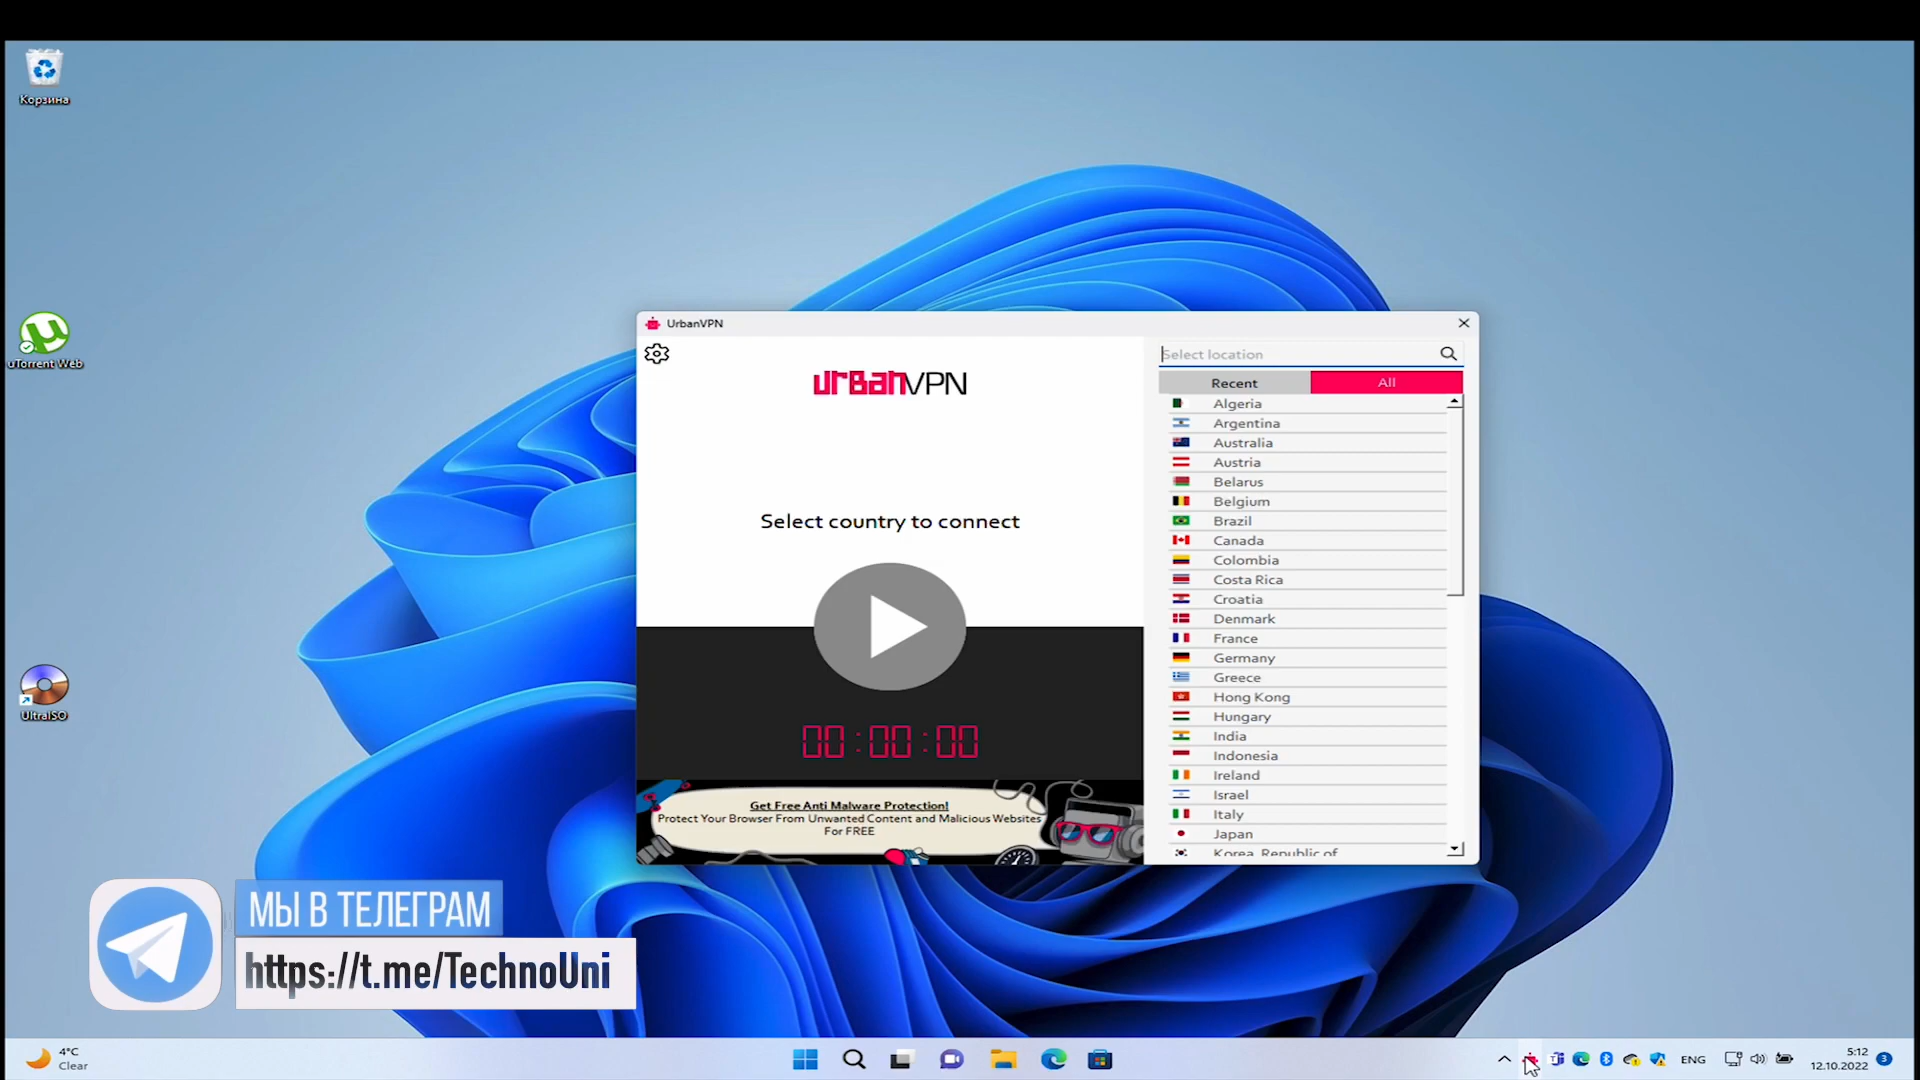 Корзина
uTorrent Web
UltraISO
UrbanVPN
urbanVPN
Select country to connect
00:00:00
Get Free Anti Malware Protection!
Protect Your Browser From Unwanted Content and Malicious Websites
For FREE
Select location
Recent
All
Algeria
Argentina
Australia
Austria
Belarus
Belgium
Brazil
Canada
Colombia
Costa Rica
Croatia
Denmark
France
Germany
Greece
Hong Kong
Hungary
India
Indonesia
Ireland
Israel
Italy
Japan
Korea, Republic of
МЫ В ТЕЛЕГРАМ
https://t.me/TechnoUni
4°C
Clear
ENG
5:12
12.10.2022
3